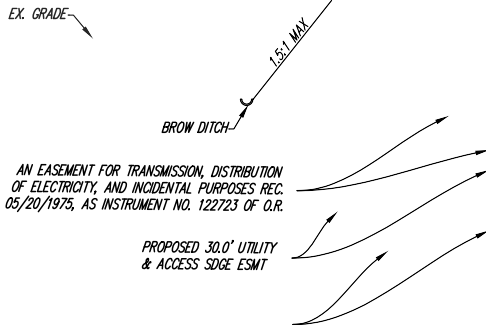 EX. GRADE
1.5:1 MAX
BROW DITCH
AN EASEMENT FOR TRANSMISSION, DISTRIBUTION
OF ELECTRICITY, AND INCIDENTAL PURPOSES REC.
05/20/1975, AS INSTRUMENT NO. 122723 OF O.R.
PROPOSED 30.0' UTILITY
& ACCESS SDGE ESMT